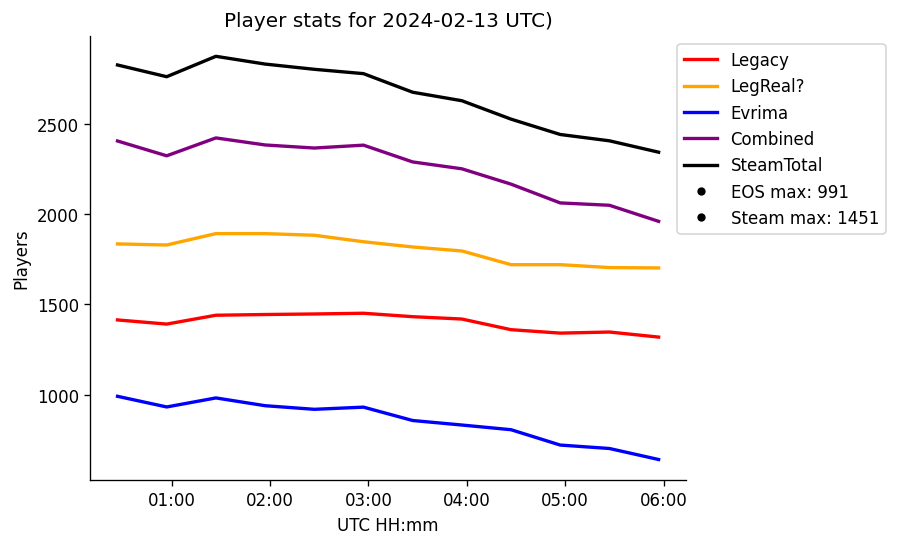 Player stats for 2024-02-13 UTC)
Legacy
LegReal?
Evrima
Combined
SteamTotal
EOS max: 991
Steam max: 1451
Players
2500
2000
1500
1000
01:00
02:00
03:00
04:00
05:00
06:00
UTC HH:mm